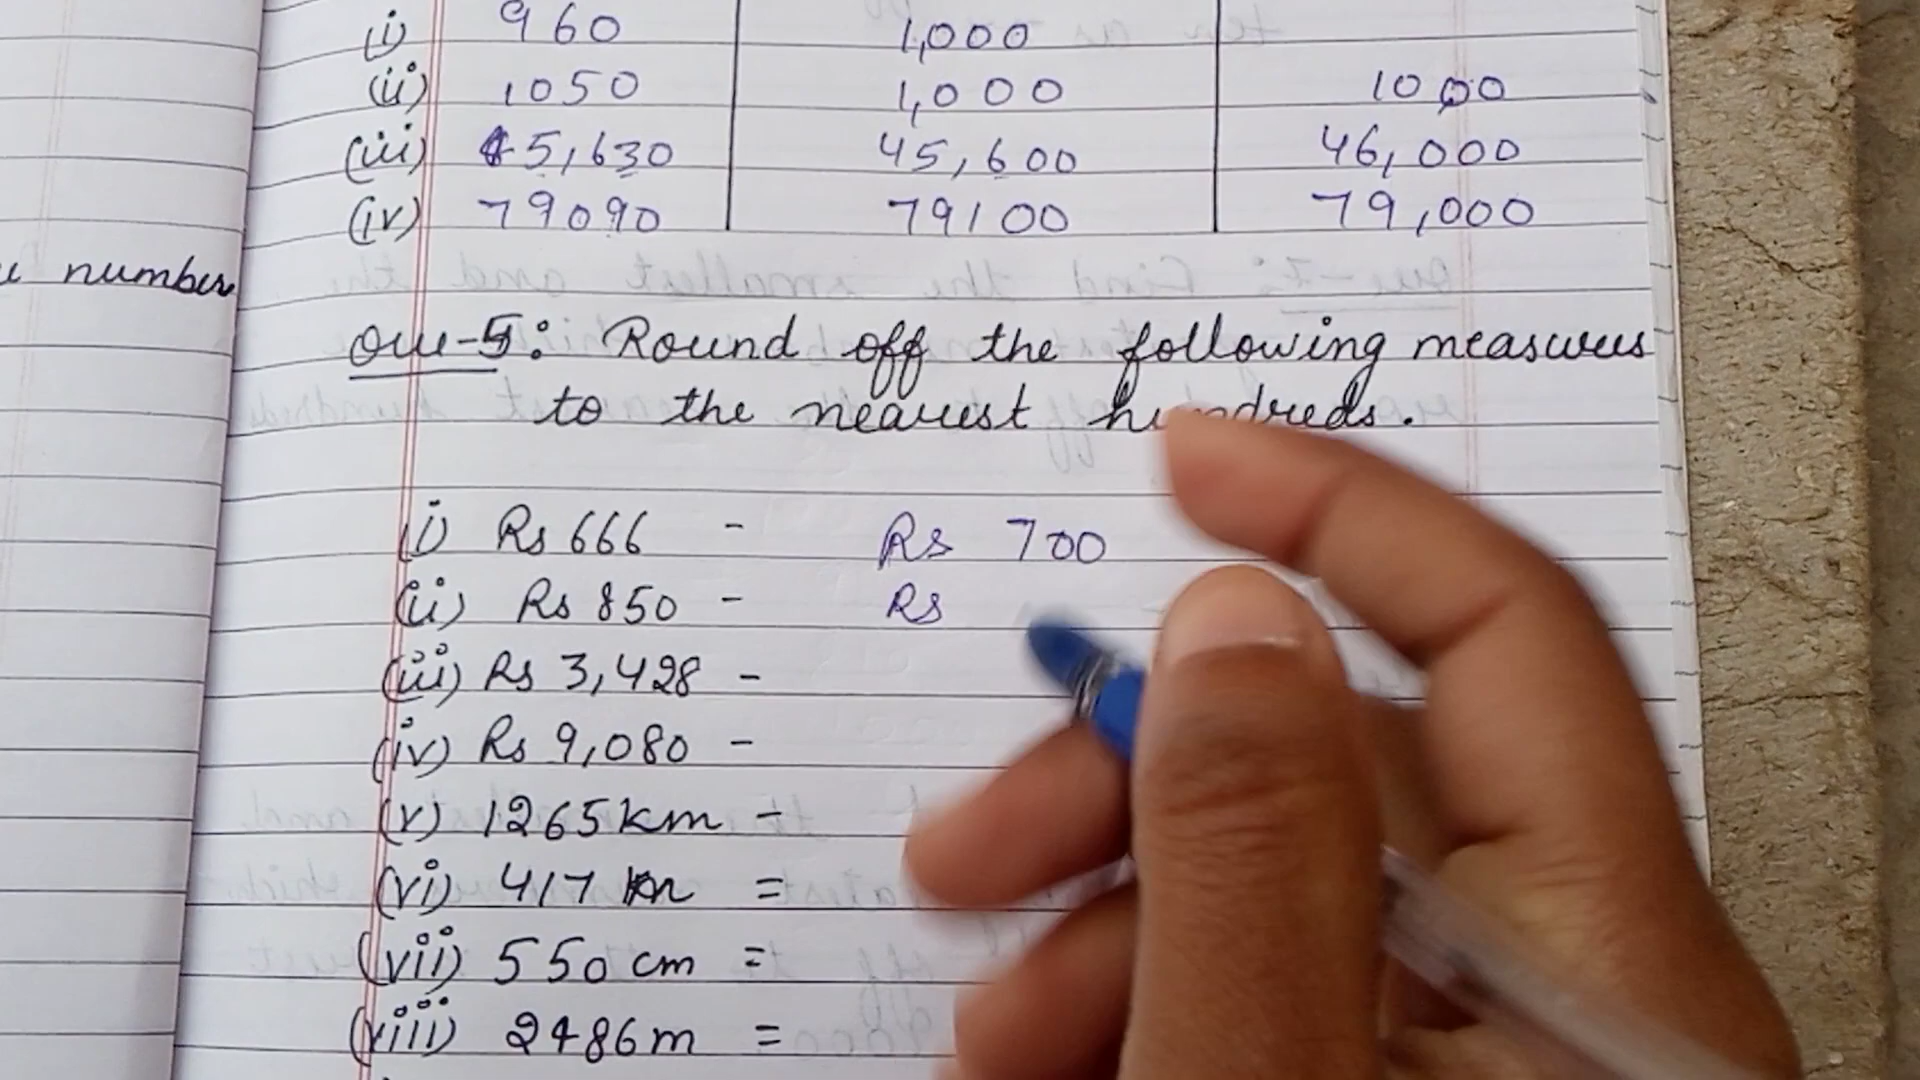 (i) 960 1,000
(ii) 1050 1,000 1000
(iii) 45,630 45,600 46,000
(iv) 79090 79100 79,000
number
Que-5: Round off the following measures
to the nearest hundreds.
(i) Rs 666 - Rs 700
(ii) Rs 850 - Rs
(iii) Rs 3,428 -
(iv) Rs 9,080 -
(v) 1265 km -
(vi) 417 km =
(vii) 550 cm =
(viii) 2486 m =